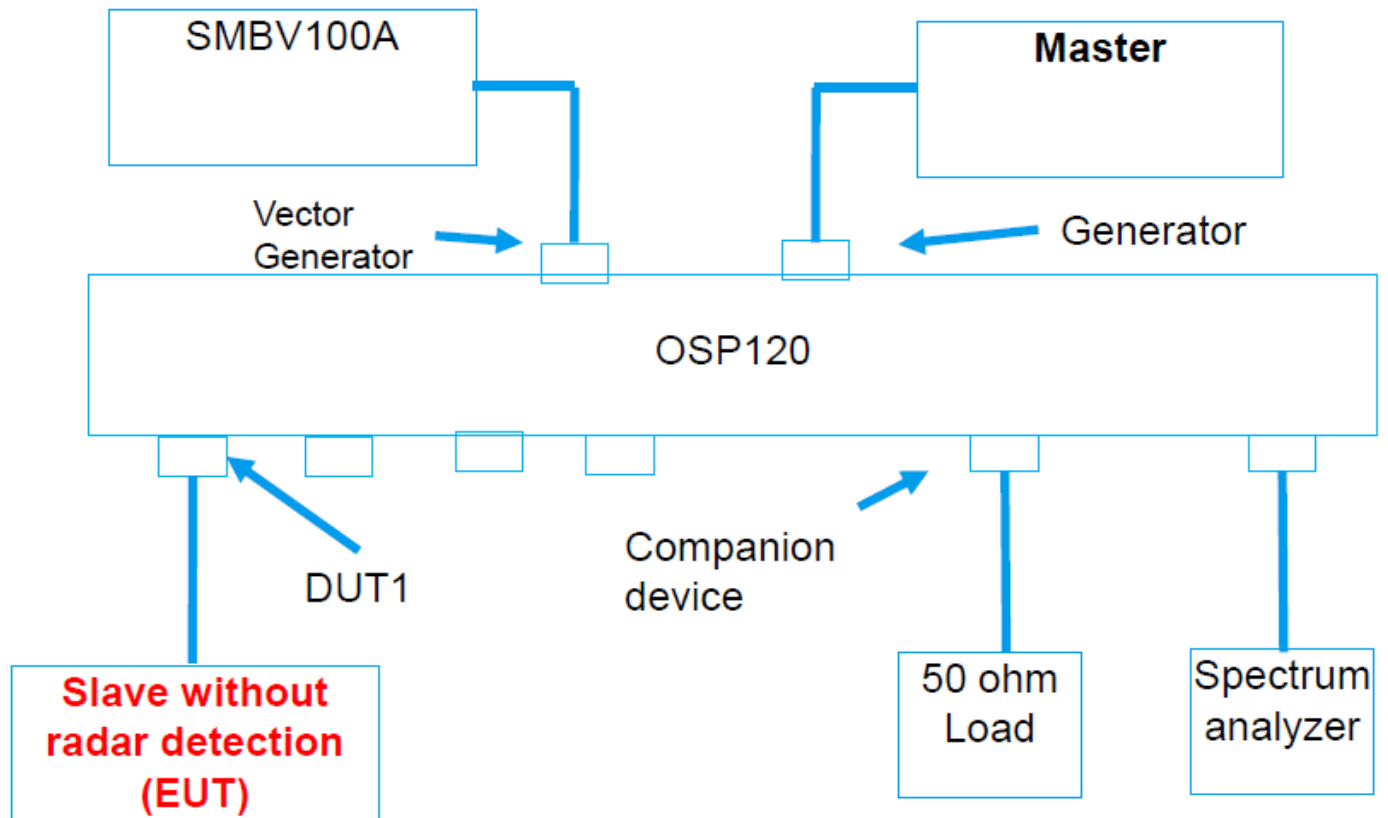 SMBV100A
Master
Vector
Generator
Generator
OSP120
DUT1
Companion
device
Slave without
radar detection
(EUT)
50 ohm
Load
Spectrum
analyzer